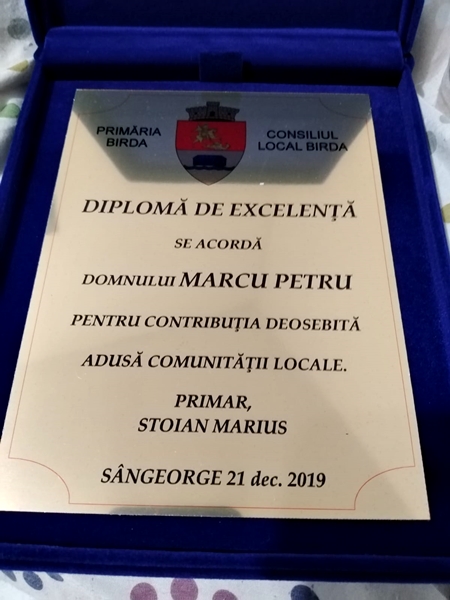 PRIMĂRIA
BIRDA
CONSILIUL
LOCAL BIRDA
DIPLOMĂ DE EXCELENȚĂ
SE ACORDĂ
DOMNULUI MARCU PETRU
PENTRU CONTRIBUȚIA DEOSEBITĂ
ADUSĂ COMUNITĂȚII LOCALE.
PRIMAR,
STOIAN MARIUS
SÂNGEORGE 21 dec. 2019